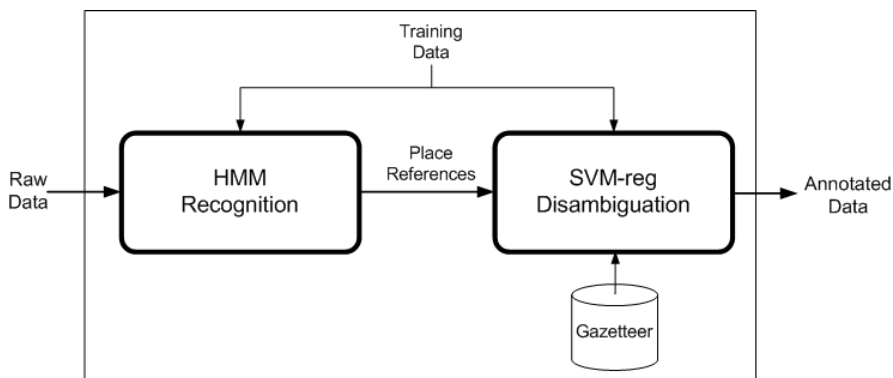 Training
Data
Raw
Data
HMM
Recognition
Place
References
SVM-reg
Disambiguation
Annotated
Data
Gazetteer